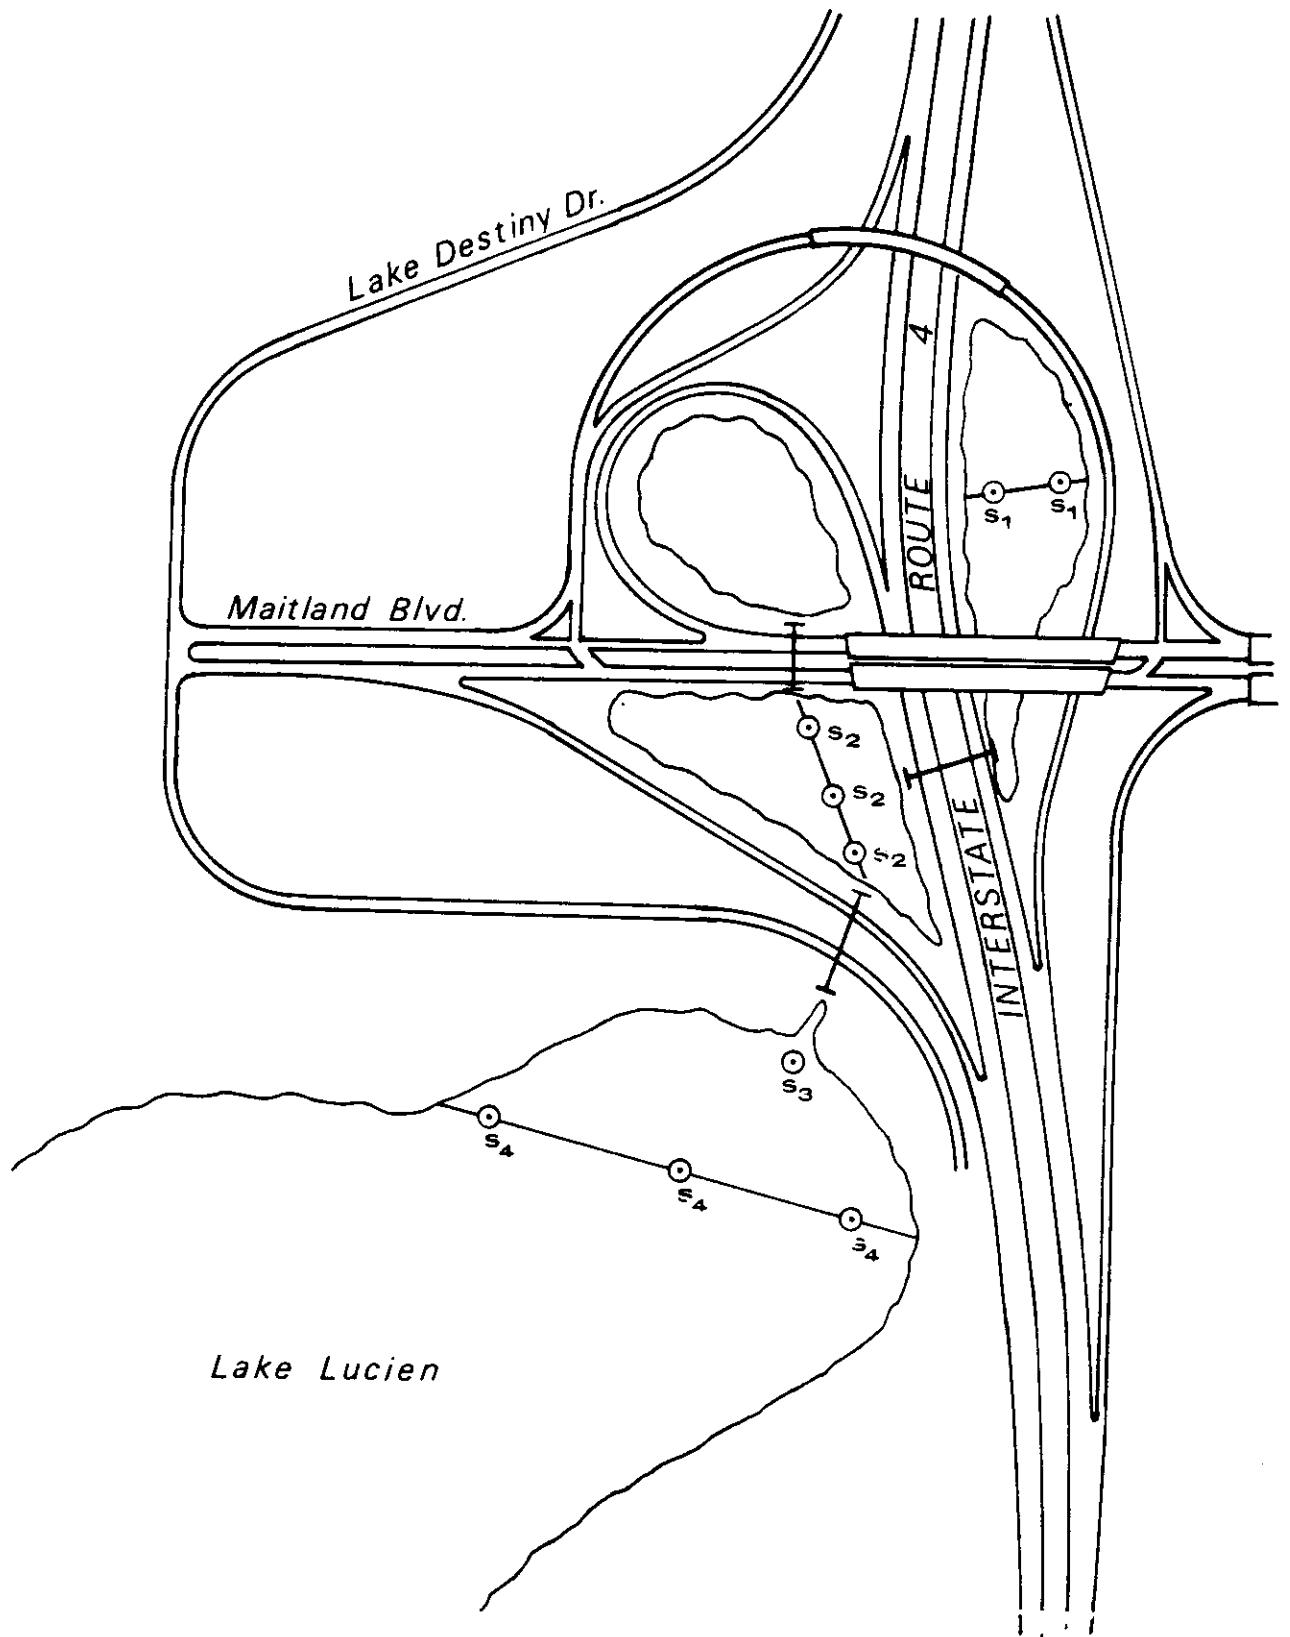 Lake Destiny Dr.
ROUTE 4
S1
S1
Maitland Blvd.
S2
S2
S2
INTERSTATE
S3
S4
S4
S4
Lake Lucien